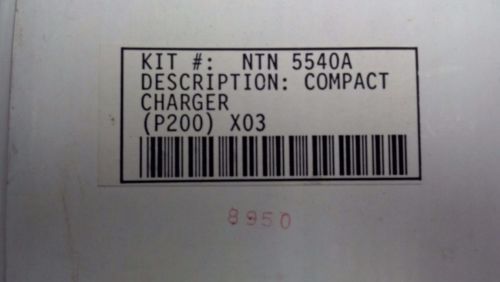 KIT #: NTN 5540A
DESCRIPTION: COMPACT
CHARGER
(P200) X03
8950